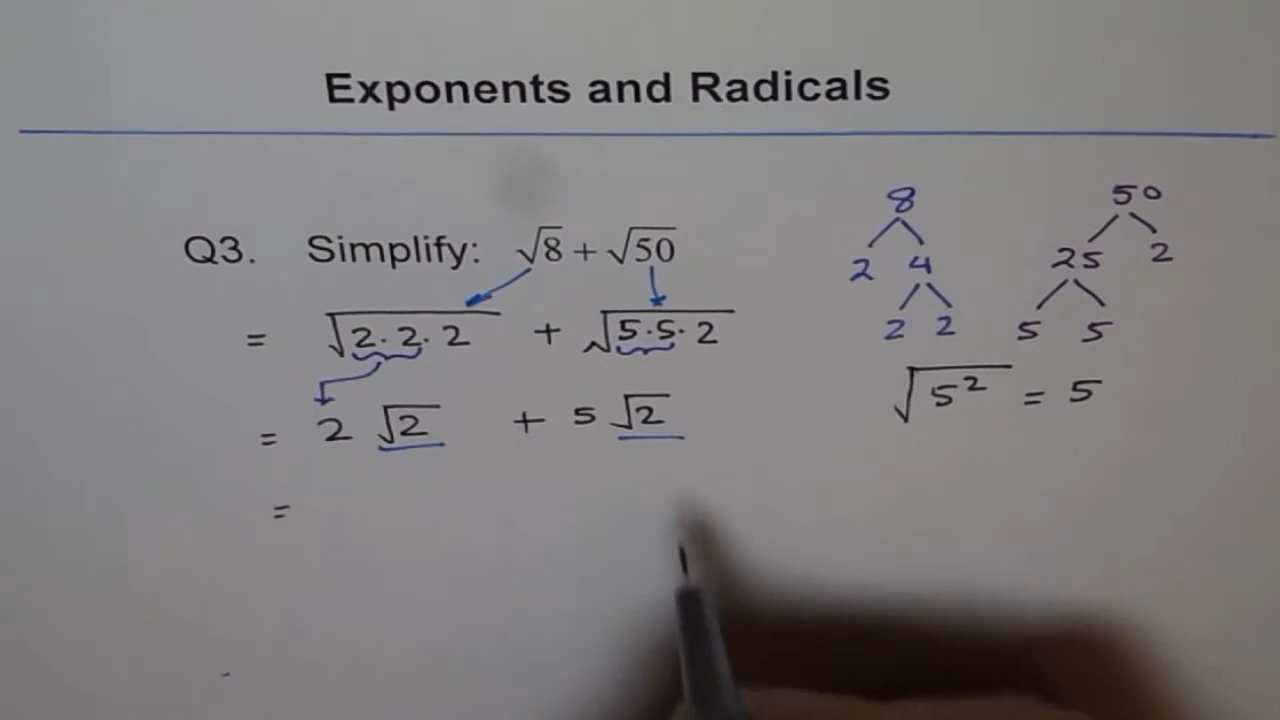 Exponents and Radicals
Q3. Simplify: √8 + √50
= √2·2·2 + √5·5·2
= 2 √2 + 5 √2
=
8
2 4
2 2
50
25 2
5 5
√5² = 5